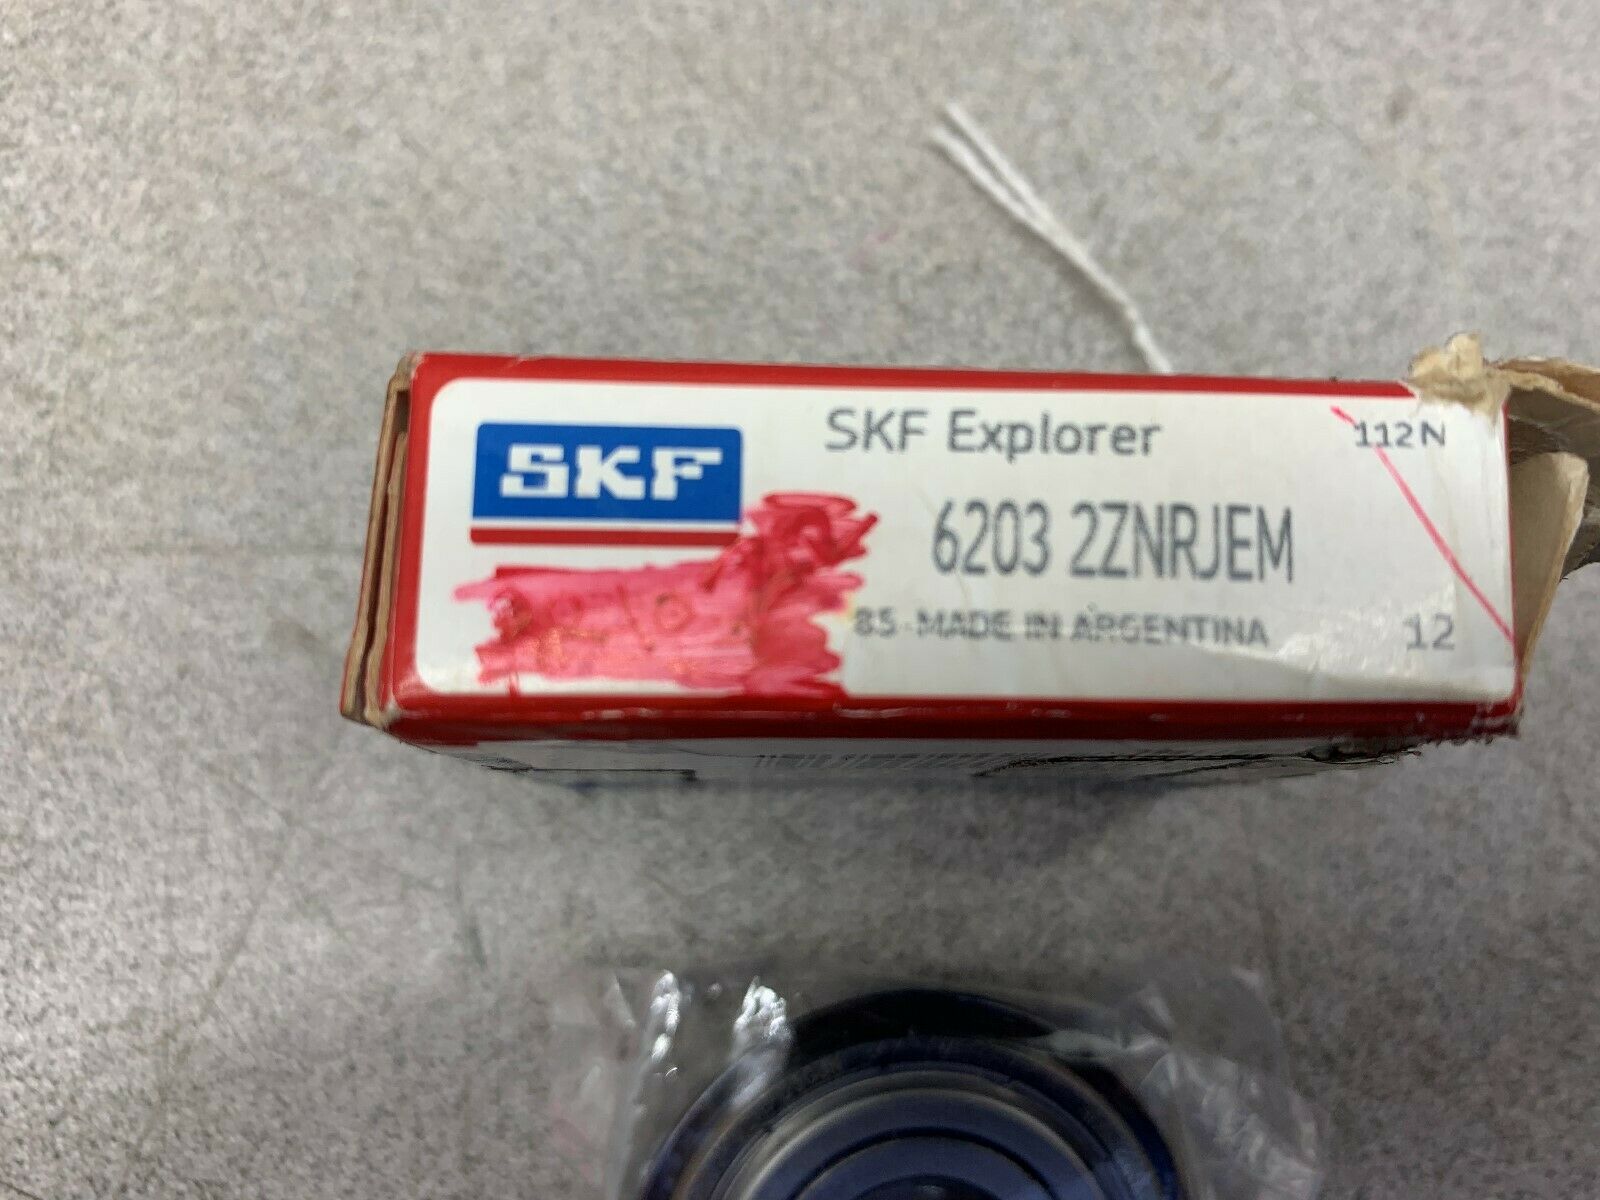 SKF
SKF Explorer
112N
6203 2ZNRJEM
85-MADE IN ARGENTINA
12